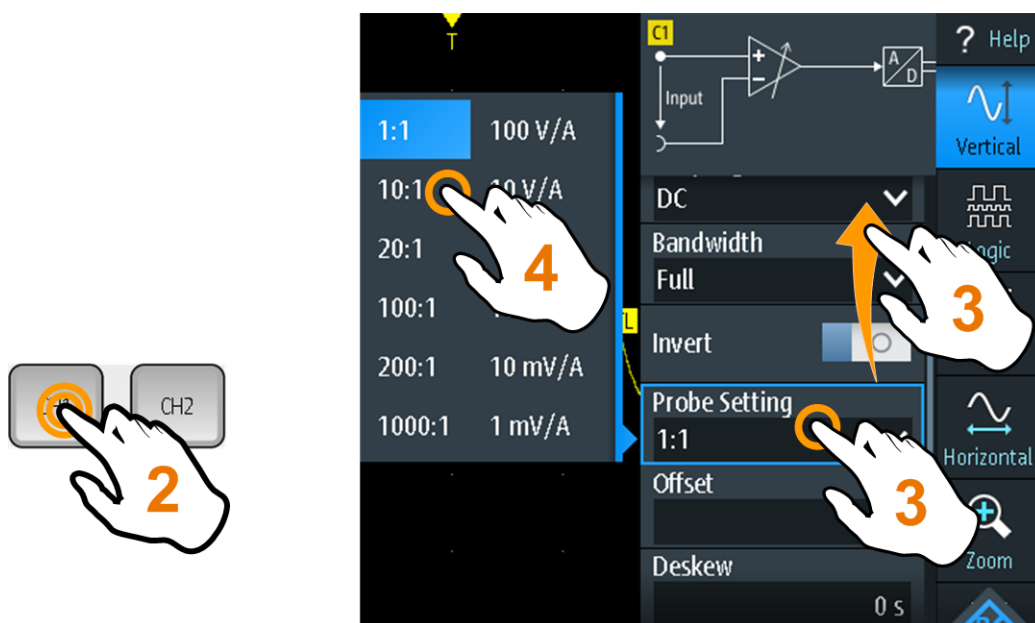 T
C1
+
−
A
D
Input
? Help
Vertical
1:1 100 V/A
10:1
20:1
100:1
200:1 10 mV/A
1000:1 1 mV/A
4
DC
Bandwidth
Full
Invert
3
Probe Setting
1:1
Offset
3
Deskew
0 s
Horizontal
Zoom
CH2
2